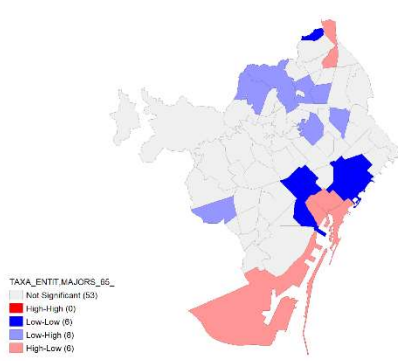 TAXA_ENTIT,MAJORS_65_
Not Significant (53)
High-High (0)
Low-Low (6)
Low-High (8)
High-Low (6)